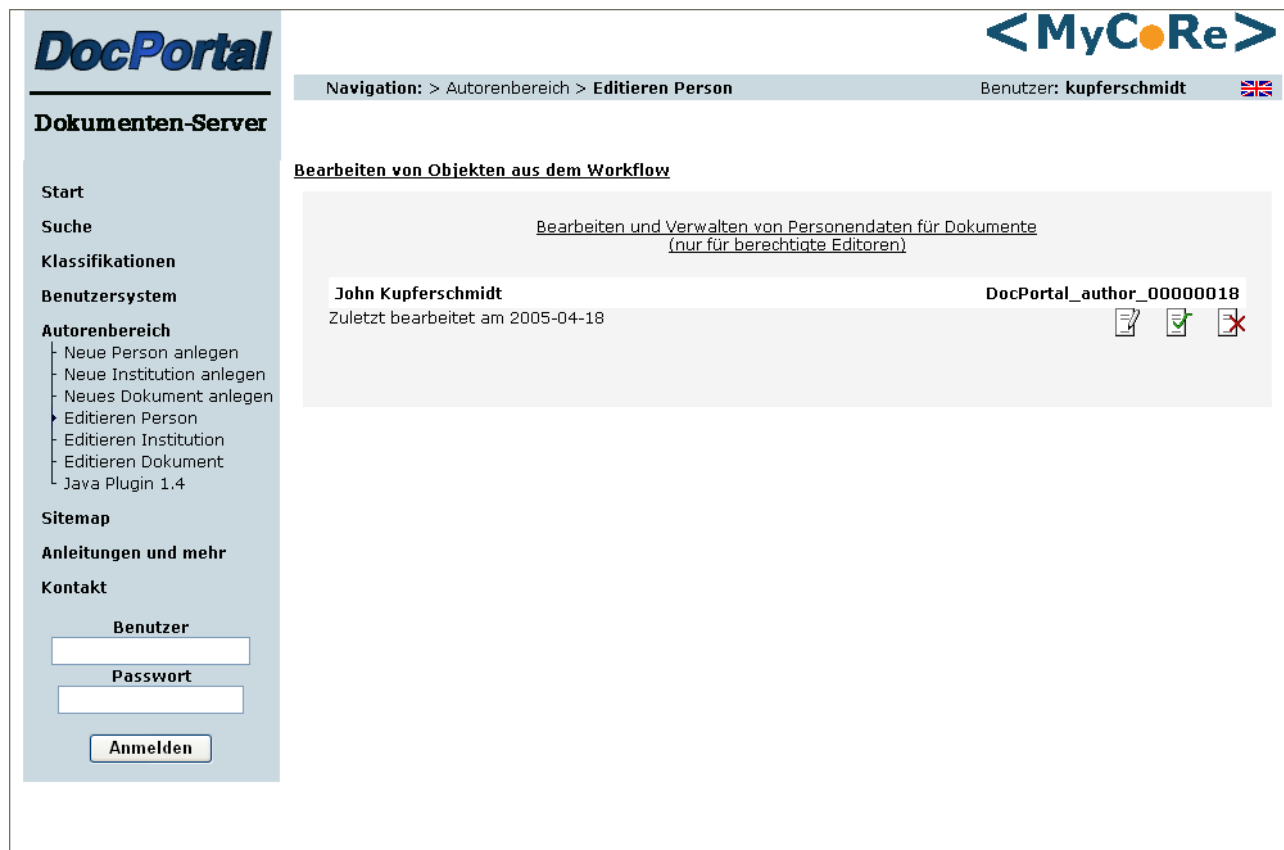 DocPortal
<MyCoRe>
Navigation: > Autorenbereich > Editieren Person
Benutzer: kupferschmidt
Dokumenten-Server
Start
Suche
Klassifikationen
Benutzersystem
Autorenbereich
Neue Person anlegen
Neue Institution anlegen
Neues Dokument anlegen
Editieren Person
Editieren Institution
Editieren Dokument
Java Plugin 1.4
Sitemap
Anleitungen und mehr
Kontakt
Benutzer
Passwort
Anmelden
Bearbeiten von Objekten aus dem Workflow
Bearbeiten und Verwalten von Personendaten für Dokumente
(nur für berechtigte Editoren)
John Kupferschmidt
DocPortal_author_00000018
Zuletzt bearbeitet am 2005-04-18